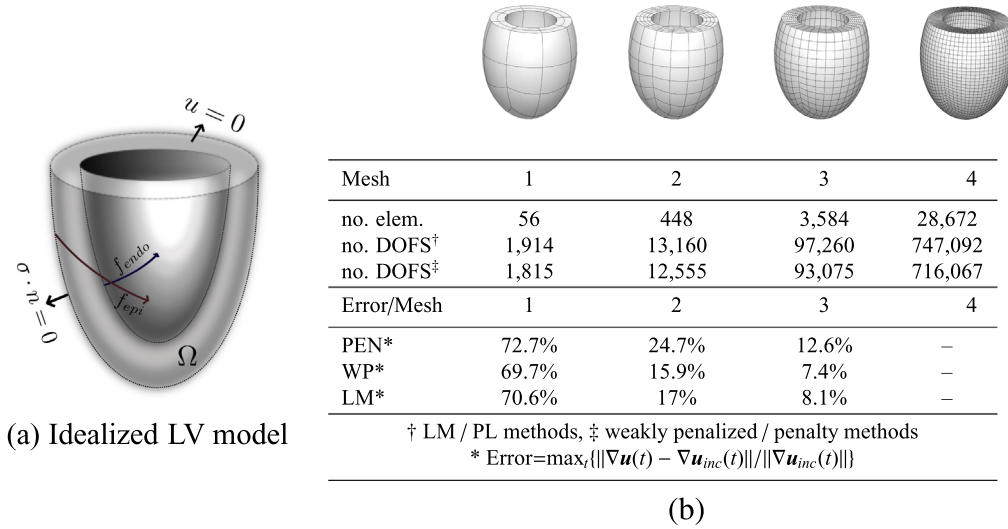 u = 0
f_endo
f_epi
σ · n = 0
Ω
(a) Idealized LV model
Mesh 1 2 3 4
no. elem. 56 448 3,584 28,672
no. DOFS† 1,914 13,160 97,260 747,092
no. DOFS‡ 1,815 12,555 93,075 716,067
Error/Mesh 1 2 3 4
PEN* 72.7% 24.7% 12.6% –
WP* 69.7% 15.9% 7.4% –
LM* 70.6% 17% 8.1% –
† LM / PL methods, ‡ weakly penalized / penalty methods
* Error=max_t{||∇u(t) − ∇u_inc(t)||/||∇u_inc(t)||}
(b)